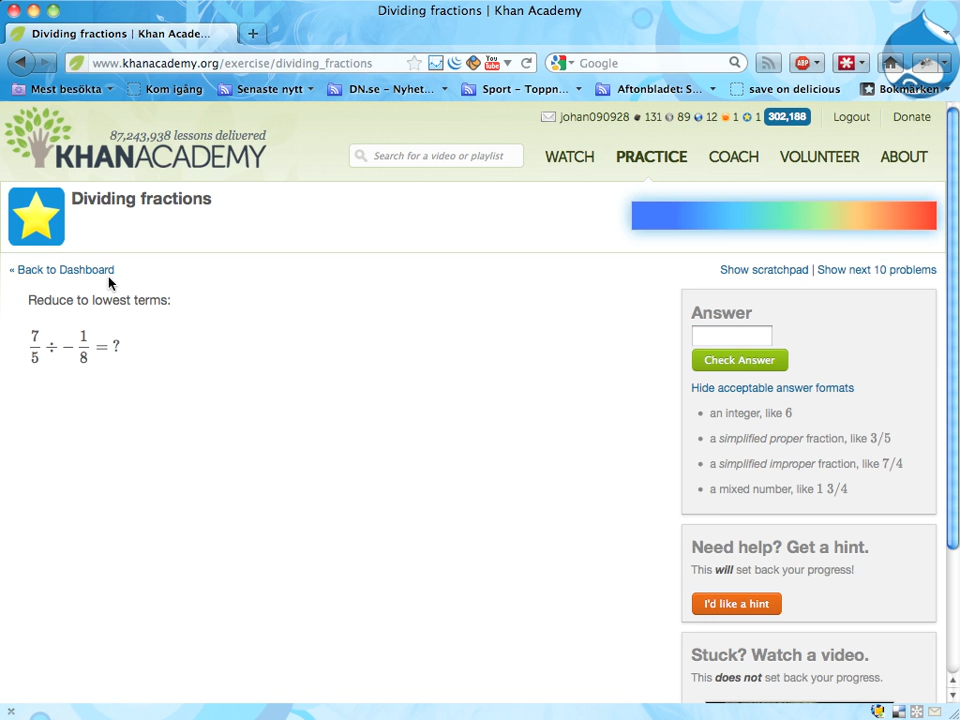 Dividing fractions | Khan Academy
Dividing fractions | Khan Acade...
www.khanacademy.org/exercise/dividing_fractions
You Tube
Google
ABP
Mest besökta
Kom igång
Senaste nytt
DN.se – Nyhet...
Sport – Toppn...
Aftonbladet: S...
save on delicious
Bokmärken
johan090928 131 89 12 1 1 302,188 Logout Donate
87,243,938 lessons delivered
KHANACADEMY
Search for a video or playlist
WATCH PRACTICE COACH VOLUNTEER ABOUT
Dividing fractions
« Back to Dashboard
Show scratchpad | Show next 10 problems
Reduce to lowest terms:
7/5 ÷ − 1/8 = ?
Answer
Check Answer
Hide acceptable answer formats
• an integer, like 6
• a simplified proper fraction, like 3/5
• a simplified improper fraction, like 7/4
• a mixed number, like 1 3/4
Need help? Get a hint.
This will set back your progress!
I'd like a hint
Stuck? Watch a video.
This does not set back your progress.